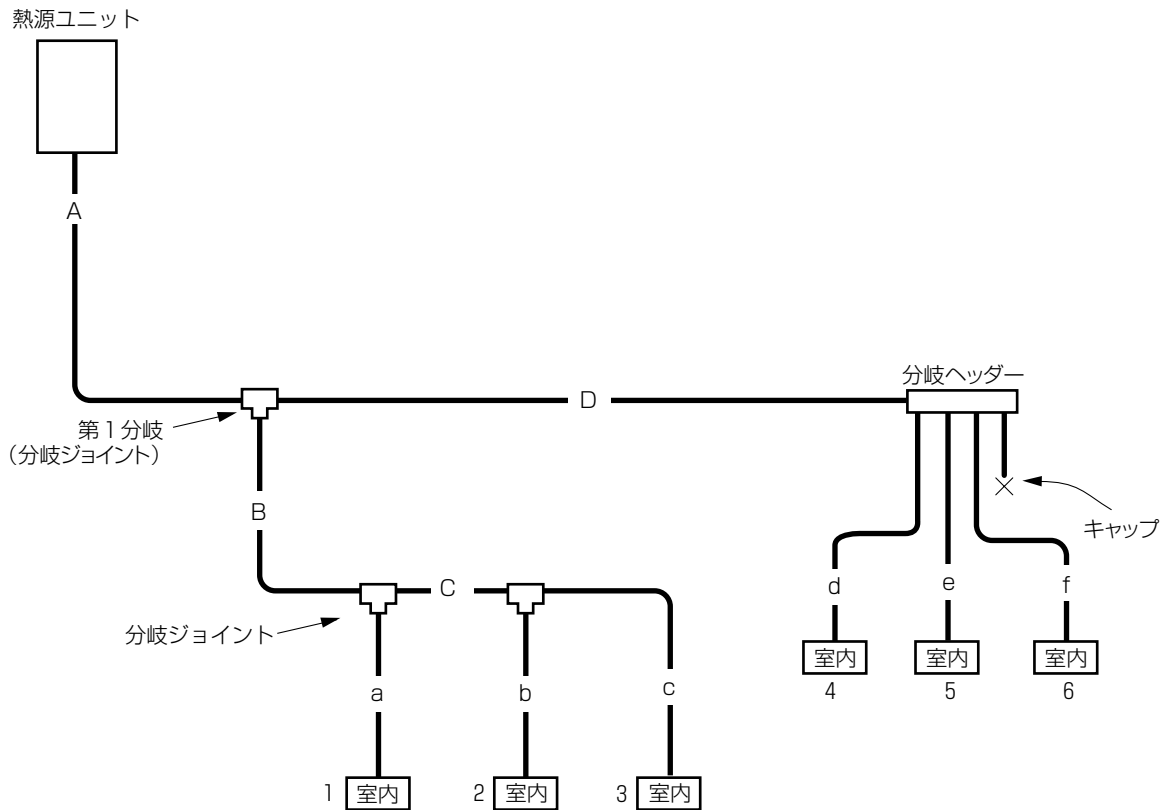 熱源ユニット
A
分岐ヘッダー
D
第1分岐
(分岐ジョイント)
B
キャップ
C
d
e
f
分岐ジョイント
室内
室内
室内
a
b
c
4
5
6
1
室内
2
室内
3
室内